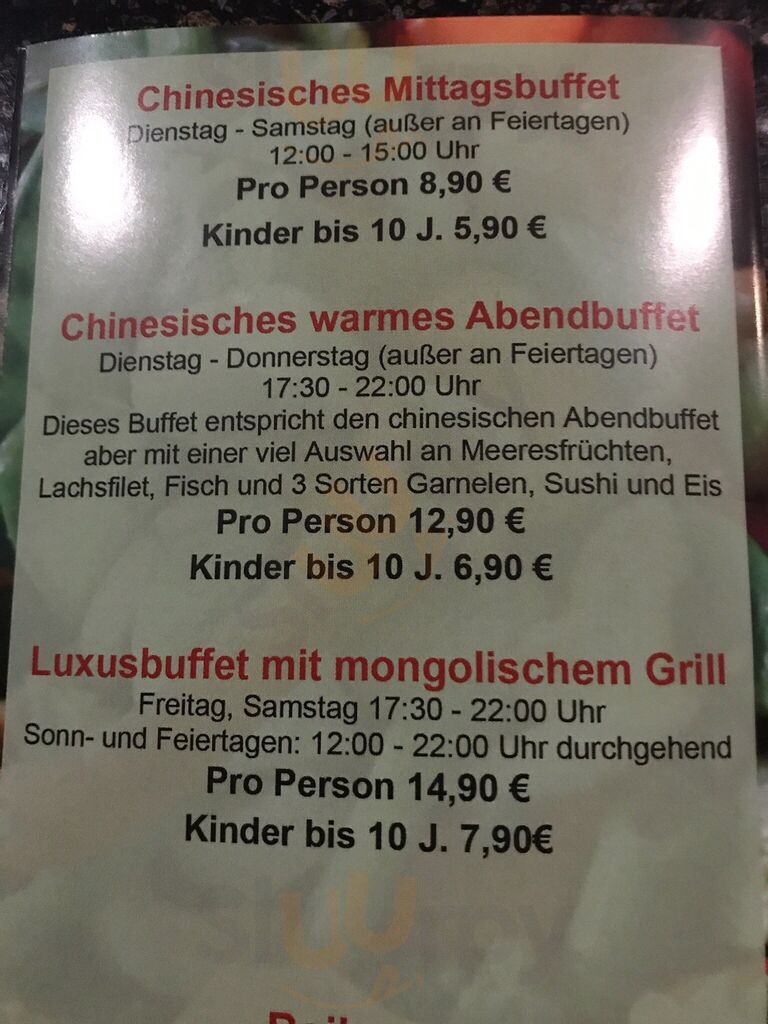 Chinesisches Mittagsbuffet
Dienstag - Samstag (außer an Feiertagen)
12:00 - 15:00 Uhr
Pro Person 8,90 €
Kinder bis 10 J. 5,90 €
Chinesisches warmes Abendbuffet
Dienstag - Donnerstag (außer an Feiertagen)
17:30 - 22:00 Uhr
Dieses Buffet entspricht den chinesischen Abendbuffet
aber mit einer viel Auswahl an Meeresfrüchten,
Lachsfilet, Fisch und 3 Sorten Garnelen, Sushi und Eis
Pro Person 12,90 €
Kinder bis 10 J. 6,90 €
Luxusbuffet mit mongolischem Grill
Freitag, Samstag 17:30 - 22:00 Uhr
Sonn- und Feiertagen: 12:00 - 22:00 Uhr durchgehend
Pro Person 14,90 €
Kinder bis 10 J. 7,90€
sluurpy